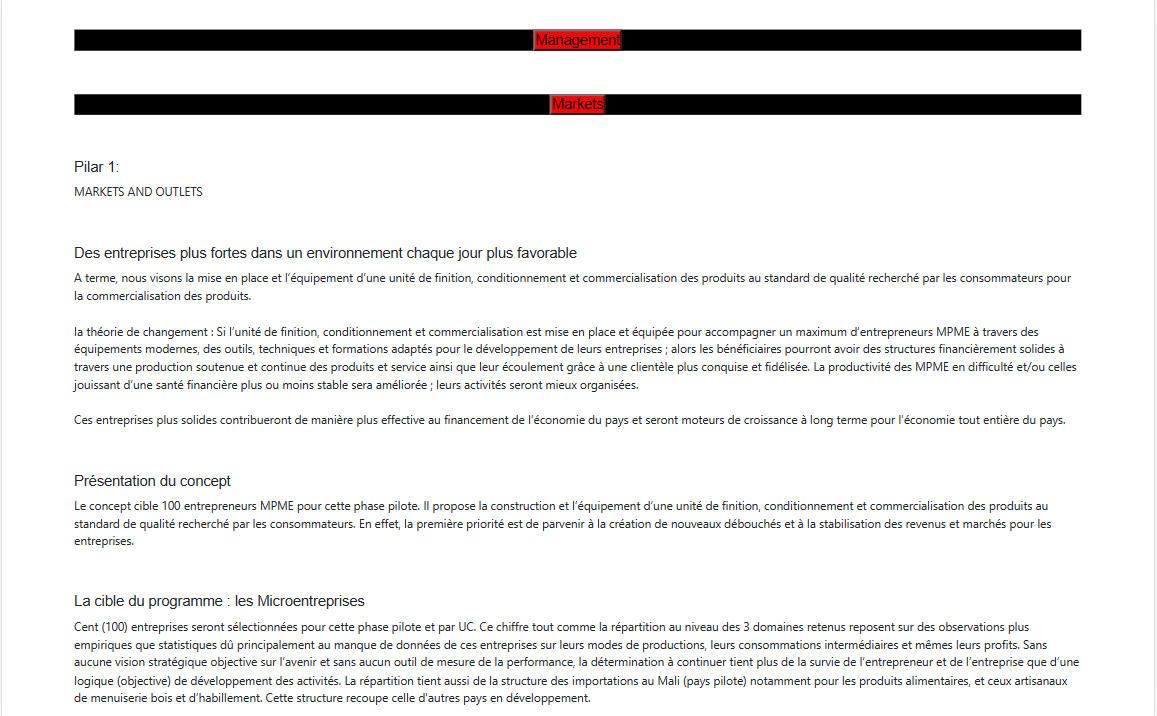 Management
Markets
Pilar 1:
MARKETS AND OUTLETS
Des entreprises plus fortes dans un environnement chaque jour plus favorable
A terme, nous visons la mise en place et l’équipement d’une unité de finition, conditionnement et commercialisation des produits au standard de qualité recherché par les consommateurs pour
la commercialisation des produits.
la théorie de changement : Si l’unité de finition, conditionnement et commercialisation est mise en place et équipée pour accompagner un maximum d’entrepreneurs MPME à travers des
équipements modernes, des outils, techniques et formations adaptés pour le développement de leurs entreprises ; alors les bénéficiaires pourront avoir des structures financièrement solides à
travers une production soutenue et continue des produits et service ainsi que leur écoulement grâce à une clientèle plus conquise et fidélisée. La productivité des MPME en difficulté et/ou celles
jouissant d’une santé financière plus ou moins stable sera améliorée ; leurs activités seront mieux organisées.
Ces entreprises plus solides contribueront de manière plus effective au financement de l’économie du pays et seront moteurs de croissance à long terme pour l’économie tout entière du pays.
Présentation du concept
Le concept cible 100 entrepreneurs MPME pour cette phase pilote. Il propose la construction et l’équipement d’une unité de finition, conditionnement et commercialisation des produits au
standard de qualité recherché par les consommateurs. En effet, la première priorité est de parvenir à la création de nouveaux débouchés et à la stabilisation des revenus et marchés pour les
entreprises.
La cible du programme : les Microentreprises
Cent (100) entreprises seront sélectionnées pour cette phase pilote et par UC. Ce chiffre tout comme la répartition au niveau des 3 domaines retenus reposent sur des observations plus
empiriques que statistiques dû principalement au manque de données de ces entreprises sur leurs modes de productions, leurs consommations intermédiaires et mêmes leurs profits. Sans
aucune vision stratégique objective sur l’avenir et sans aucun outil de mesure de la performance, la détermination à continuer tient plus de la survie de l’entrepreneur et de l’entreprise que d’une
logique (objective) de développement des activités. La répartition tient aussi de la structure des importations au Mali (pays pilote) notamment pour les produits alimentaires, et ceux artisanaux
de menuiserie bois et d’habillement. Cette structure recoupe celle d'autres pays en développement.